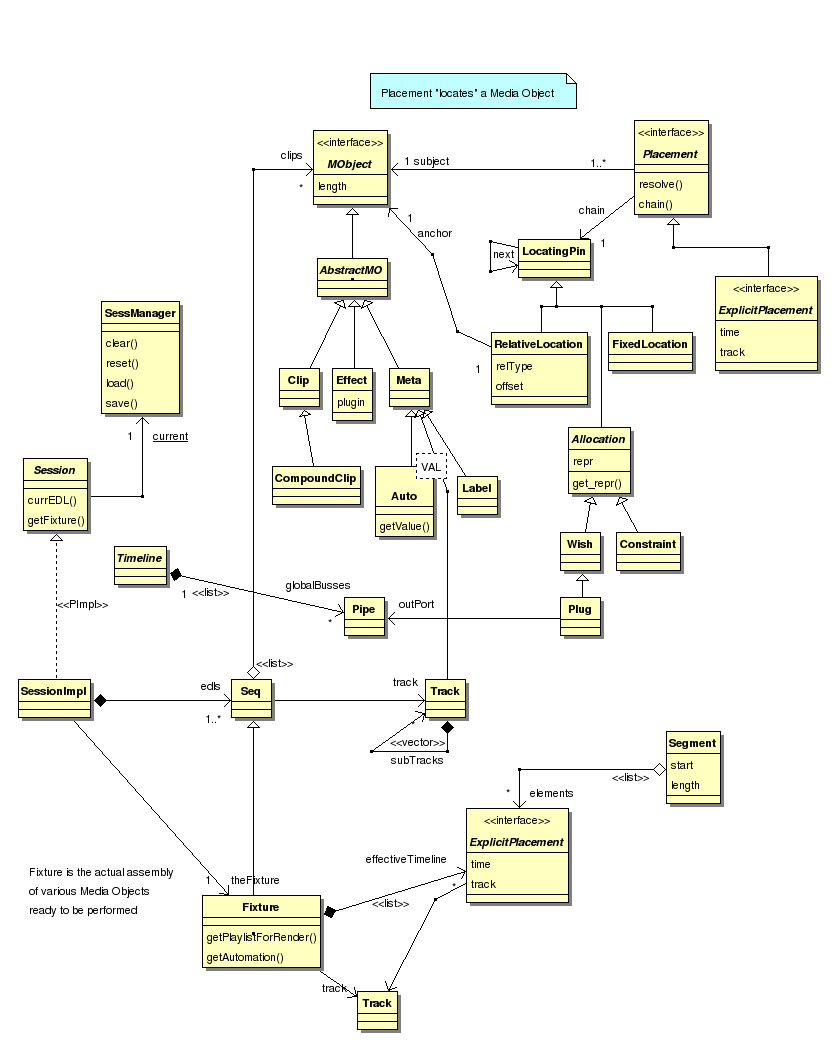 Placement "locates" a Media Object
<<interface>>
MObject
length
clips
*
1 subject
1..*
<<interface>>
Placement
resolve()
chain()
chain
1
1
anchor
LocatingPin
next
AbstractMO
<<interface>>
ExplicitPlacement
time
track
SessManager
clear()
reset()
load()
save()
RelativeLocation
relType
offset
1
FixedLocation
Clip
Effect
plugin
Meta
1
current
Allocation
repr
get_repr()
Session
currEDL()
getFixture()
CompoundClip
VAL
Auto
getValue()
Label
Wish
Constraint
Timeline
1
<<list>>
globalBusses
*
Pipe
outPort
Plug
<<PImpl>>
<<list>>
SessionImpl
edls
1..*
Seq
track
Track
*
<<vector>>
subTracks
Segment
start
length
<<list>>
*
elements
<<interface>>
ExplicitPlacement
time
track
effectiveTimeline
*
<<list>>
Fixture is the actual assembly
of various Media Objects
ready to be performed
1
theFixture
Fixture
getPlaylistForRender()
getAutomation()
track
Track